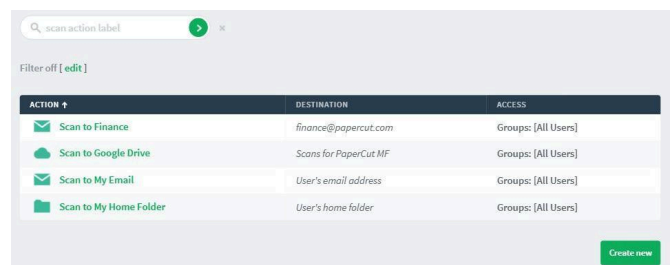 scan action label
Filter off [ edit ]
ACTION ↑ DESTINATION ACCESS
Scan to Finance finance@papercut.com Groups: [All Users]
Scan to Google Drive Scans for PaperCut MF Groups: [All Users]
Scan to My Email User's email address Groups: [All Users]
Scan to My Home Folder User's home folder Groups: [All Users]
Create new